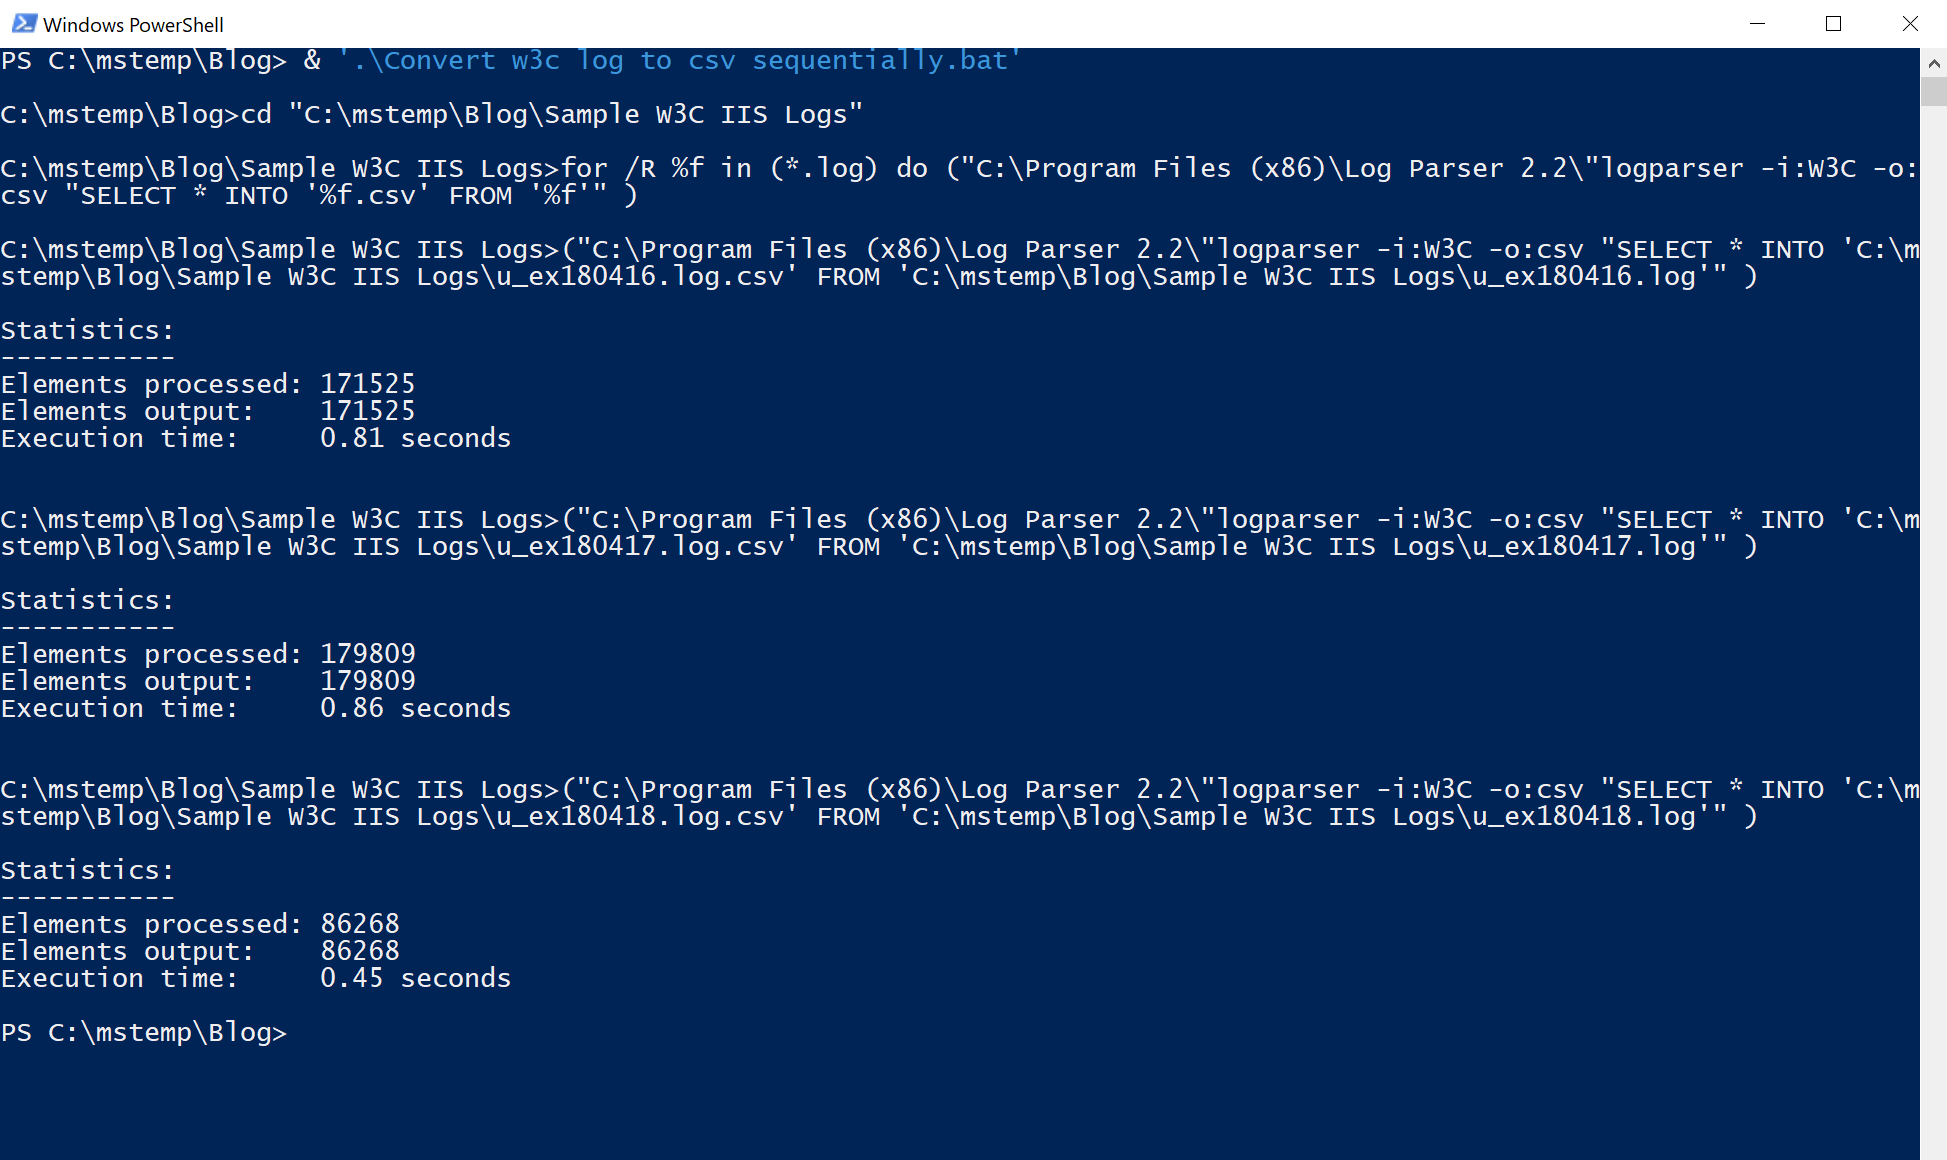 Windows PowerShell
PS C:\mstemp\Blog> & '.\Convert w3c log to csv sequentially.bat'
C:\mstemp\Blog>cd "C:\mstemp\Blog\Sample W3C IIS Logs"
C:\mstemp\Blog\Sample W3C IIS Logs>for /R %f in (*.log) do ("C:\Program Files (x86)\Log Parser 2.2\"logparser -i:W3C -o:
csv "SELECT * INTO '%f.csv' FROM '%f'" )
C:\mstemp\Blog\Sample W3C IIS Logs>("C:\Program Files (x86)\Log Parser 2.2\"logparser -i:W3C -o:csv "SELECT * INTO 'C:\m
stemp\Blog\Sample W3C IIS Logs\u_ex180416.log.csv' FROM 'C:\mstemp\Blog\Sample W3C IIS Logs\u_ex180416.log'" )
Statistics:
-----------
Elements processed: 171525
Elements output:    171525
Execution time:     0.81 seconds
C:\mstemp\Blog\Sample W3C IIS Logs>("C:\Program Files (x86)\Log Parser 2.2\"logparser -i:W3C -o:csv "SELECT * INTO 'C:\m
stemp\Blog\Sample W3C IIS Logs\u_ex180417.log.csv' FROM 'C:\mstemp\Blog\Sample W3C IIS Logs\u_ex180417.log'" )
Statistics:
-----------
Elements processed: 179809
Elements output:    179809
Execution time:     0.86 seconds
C:\mstemp\Blog\Sample W3C IIS Logs>("C:\Program Files (x86)\Log Parser 2.2\"logparser -i:W3C -o:csv "SELECT * INTO 'C:\m
stemp\Blog\Sample W3C IIS Logs\u_ex180418.log.csv' FROM 'C:\mstemp\Blog\Sample W3C IIS Logs\u_ex180418.log'" )
Statistics:
-----------
Elements processed: 86268
Elements output:    86268
Execution time:     0.45 seconds
PS C:\mstemp\Blog>